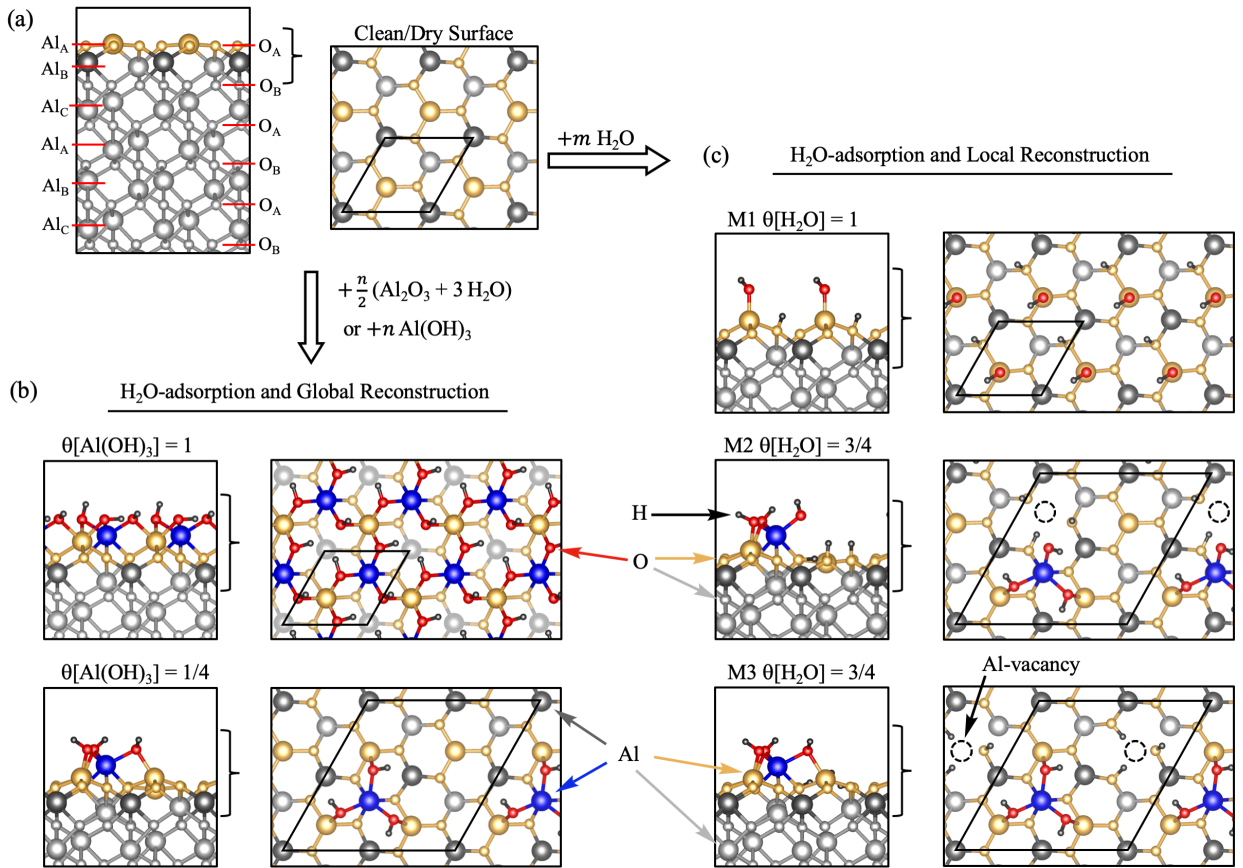 (a)
Al_A
Al_B
Al_C
Al_A
Al_B
Al_C
O_A
O_B
O_A
O_B
O_A
O_B
Clean/Dry Surface
+m H₂O
+ n/2 (Al₂O₃ + 3 H₂O)
or +n Al(OH)₃
(b)
H₂O-adsorption and Global Reconstruction
θ[Al(OH)₃] = 1
θ[Al(OH)₃] = 1/4
(c)
H₂O-adsorption and Local Reconstruction
M1 θ[H₂O] = 1
M2 θ[H₂O] = 3/4
H
O
M3 θ[H₂O] = 3/4
Al-vacancy
Al